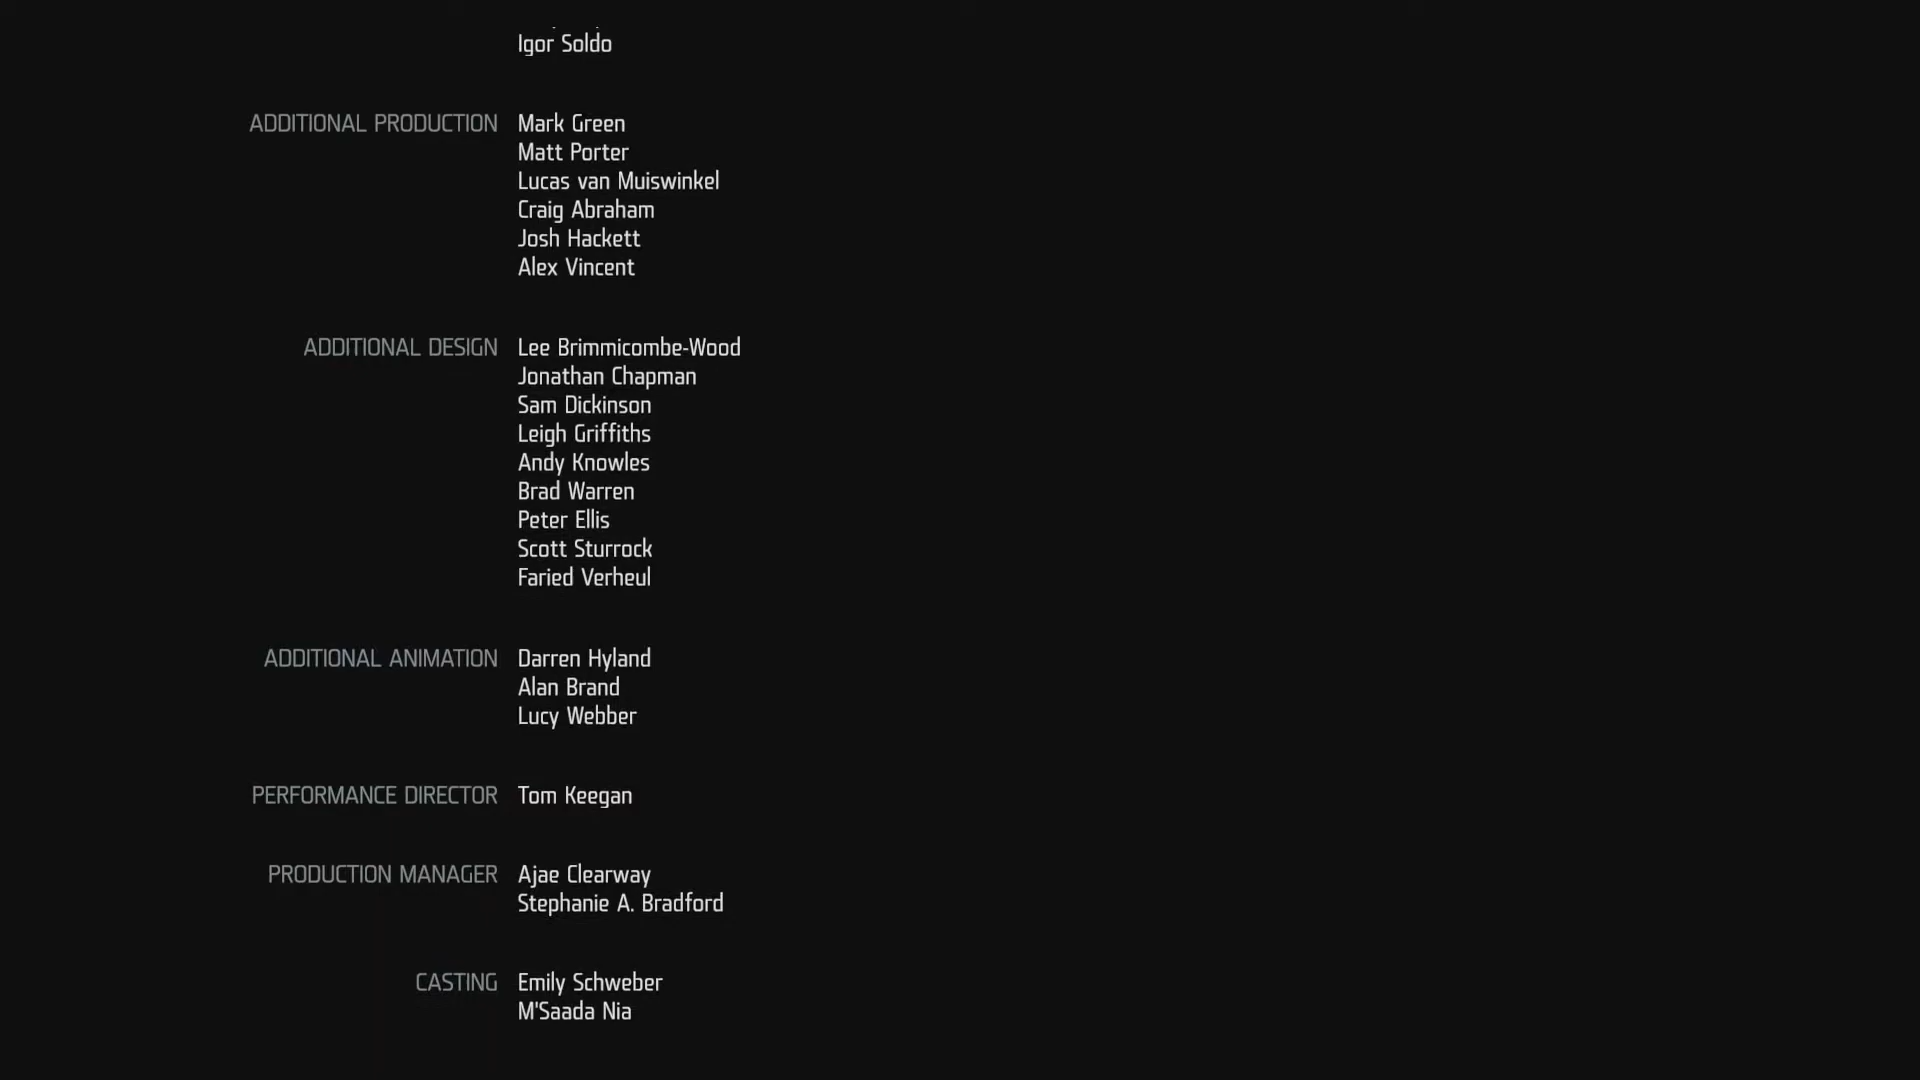 Igor Soldo
ADDITIONAL PRODUCTION Mark Green
Matt Porter
Lucas van Muiswinkel
Craig Abraham
Josh Hackett
Alex Vincent
ADDITIONAL DESIGN Lee Brimmicombe-Wood
Jonathan Chapman
Sam Dickinson
Leigh Griffiths
Andy Knowles
Brad Warren
Peter Ellis
Scott Sturrock
Faried Verheul
ADDITIONAL ANIMATION Darren Hyland
Alan Brand
Lucy Webber
PERFORMANCE DIRECTOR Tom Keegan
PRODUCTION MANAGER Ajae Clearway
Stephanie A. Bradford
CASTING Emily Schweber
M'Saada Nia